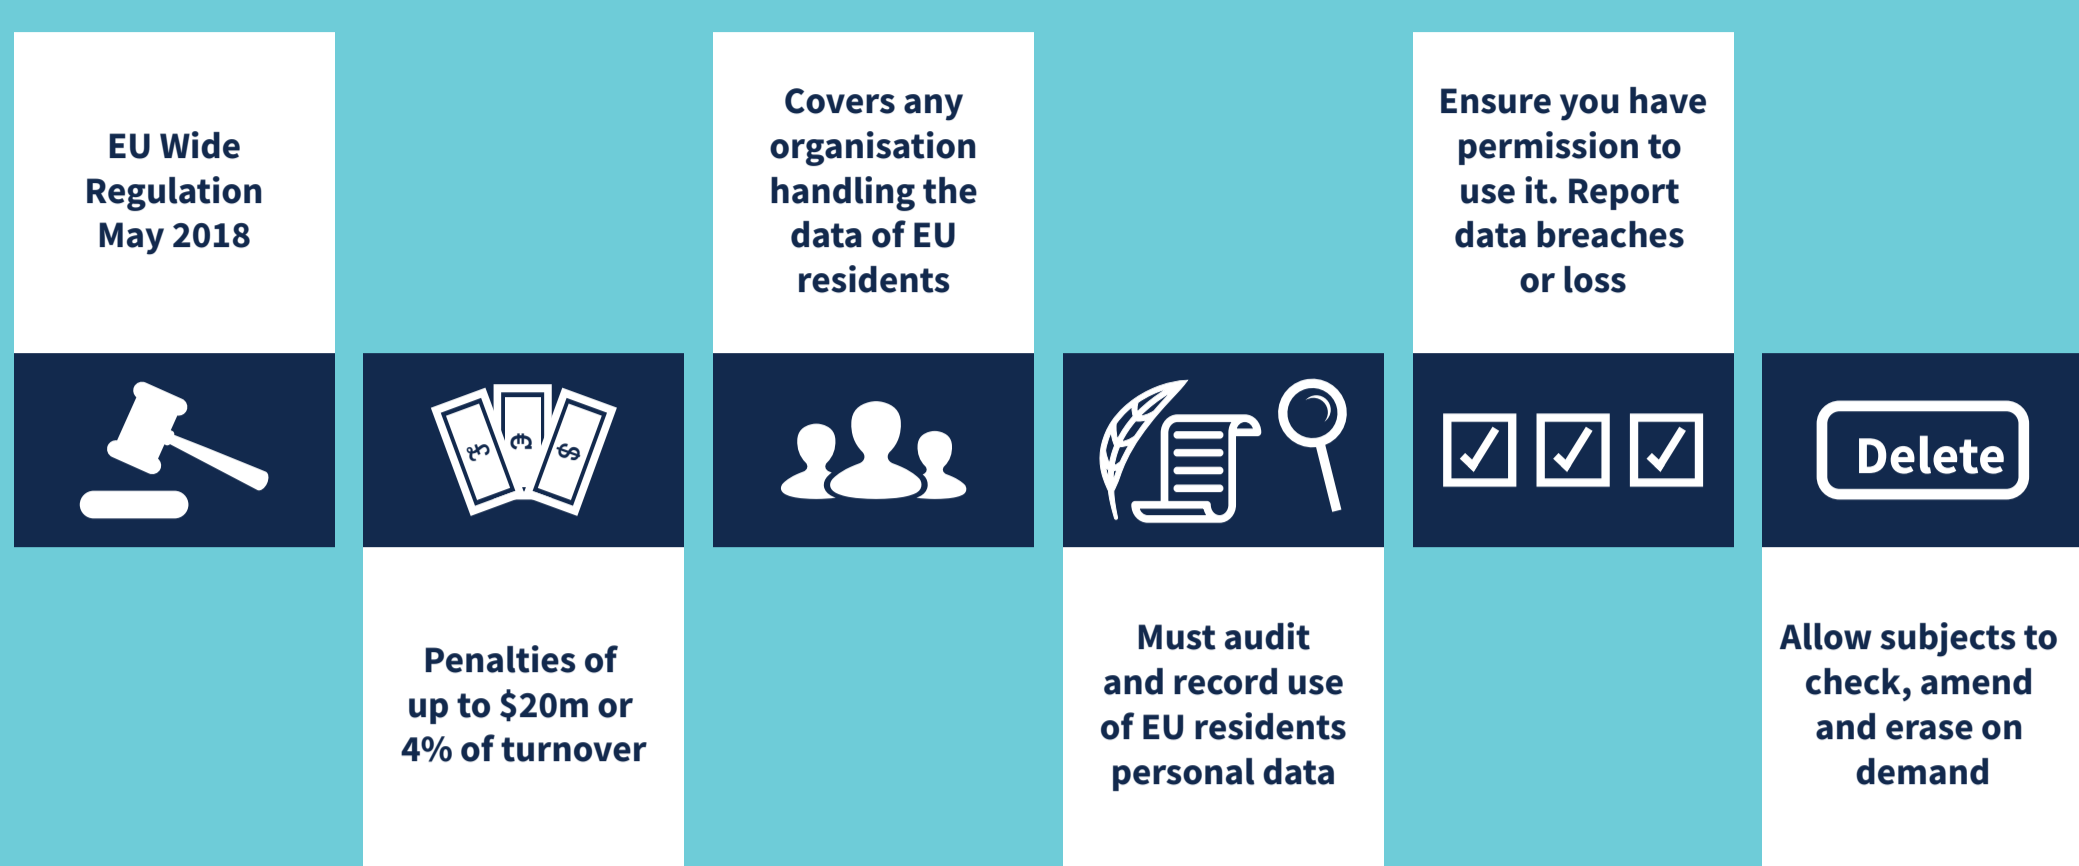 EU Wide
Regulation
May 2018
£
€
$
Penalties of
up to $20m or
4% of turnover
Covers any
organisation
handling the
data of EU
residents
Must audit
and record use
of EU residents
personal data
Ensure you have
permission to
use it. Report
data breaches
or loss
Delete
Allow subjects to
check, amend
and erase on
demand